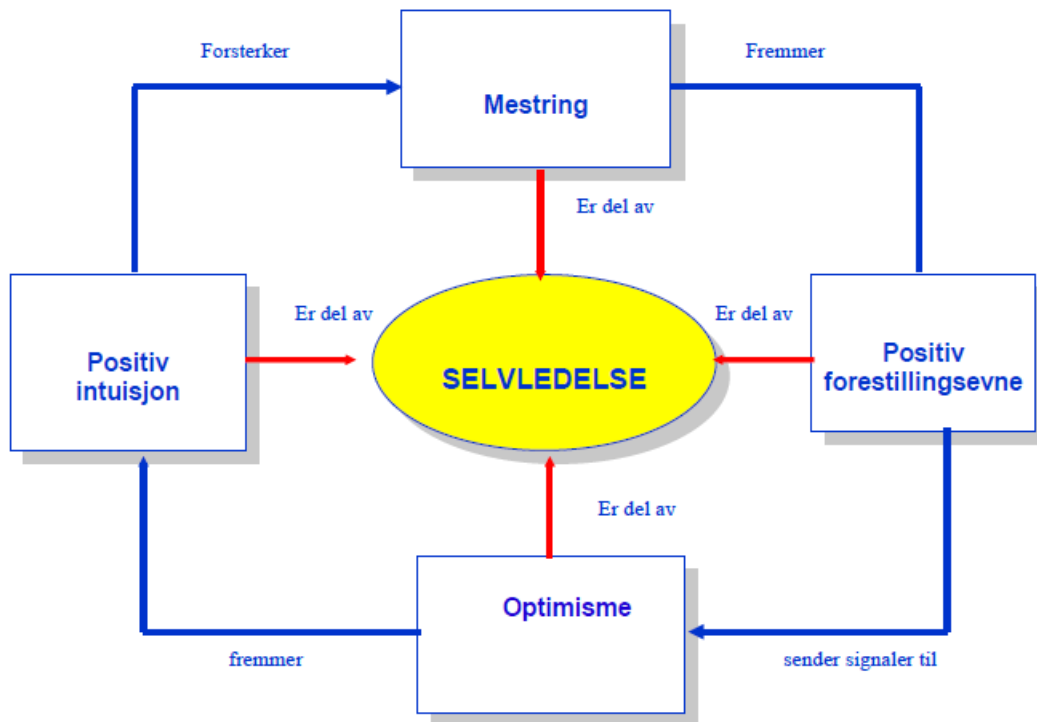 Forsterker
Fremmer
Mestring
Er del av
Er del av
Er del av
Positiv
intuisjon
SELVLEDELSE
Positiv
forestillingsevne
Er del av
Optimisme
fremmer
sender signaler til